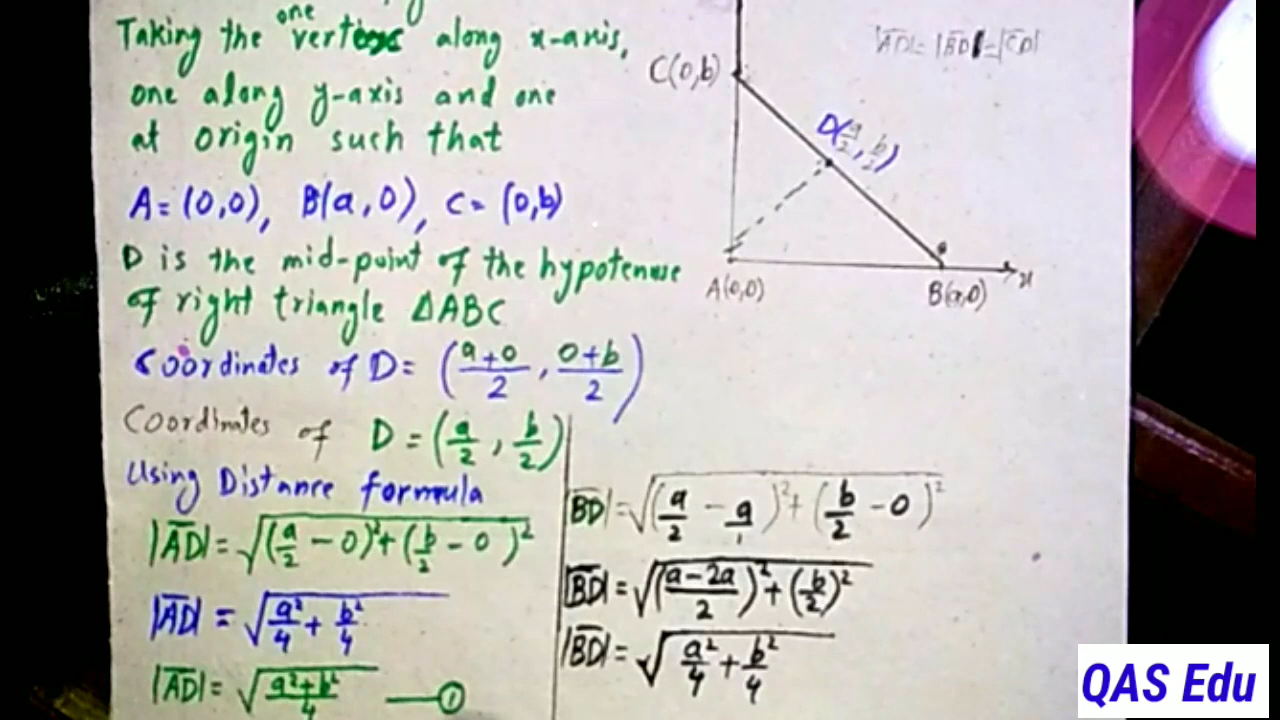 Taking the one vertex along x-axis,
one along y-axis and one
at origin such that
A = (0,0), B(a,0), C = (0,b)
D is the mid-point of the hypotenuse
of right triangle ΔABC
Coordinates of D = (a+0/2, 0+b/2)
Coordinates of D = (a/2, b/2)
Using Distance formula
|AD| = √(a/2 - 0)² + (b/2 - 0)²
|AD| = √a²/4 + b²/4
|AD| = √a²+b²/4 —①
|BD| = √(a/2 - a/1)² + (b/2 - 0)²
|BD| = √(a-2a/2)² + (b/2)²
|BD| = √a²/4 + b²/4
|AD| = |BD| = |CD|
C(0,b)
D(a/2, b/2)
A(0,0)
B(a,0)
x
QAS Edu